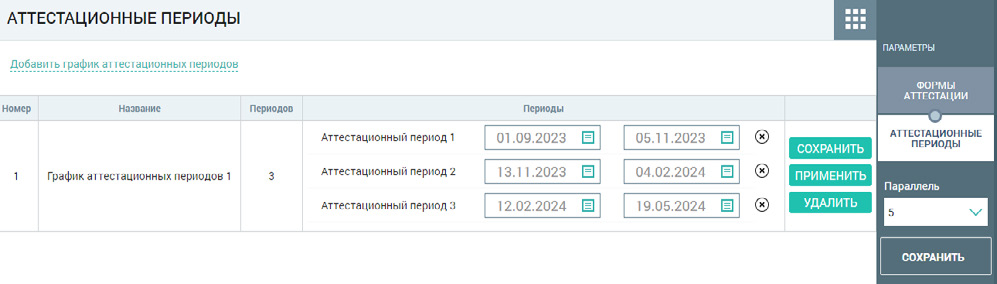 АТТЕСТАЦИОННЫЕ ПЕРИОДЫ
Добавить график аттестационных периодов
Номер Название Периодов Периоды
1 График аттестационных периодов 1 3
Аттестационный период 1 01.09.2023 05.11.2023
Аттестационный период 2 13.11.2023 04.02.2024
Аттестационный период 3 12.02.2024 19.05.2024
СОХРАНИТЬ
ПРИМЕНИТЬ
УДАЛИТЬ
ПАРАМЕТРЫ
ФОРМЫ
АТТЕСТАЦИИ
АТТЕСТАЦИОННЫЕ
ПЕРИОДЫ
Параллель
5
СОХРАНИТЬ